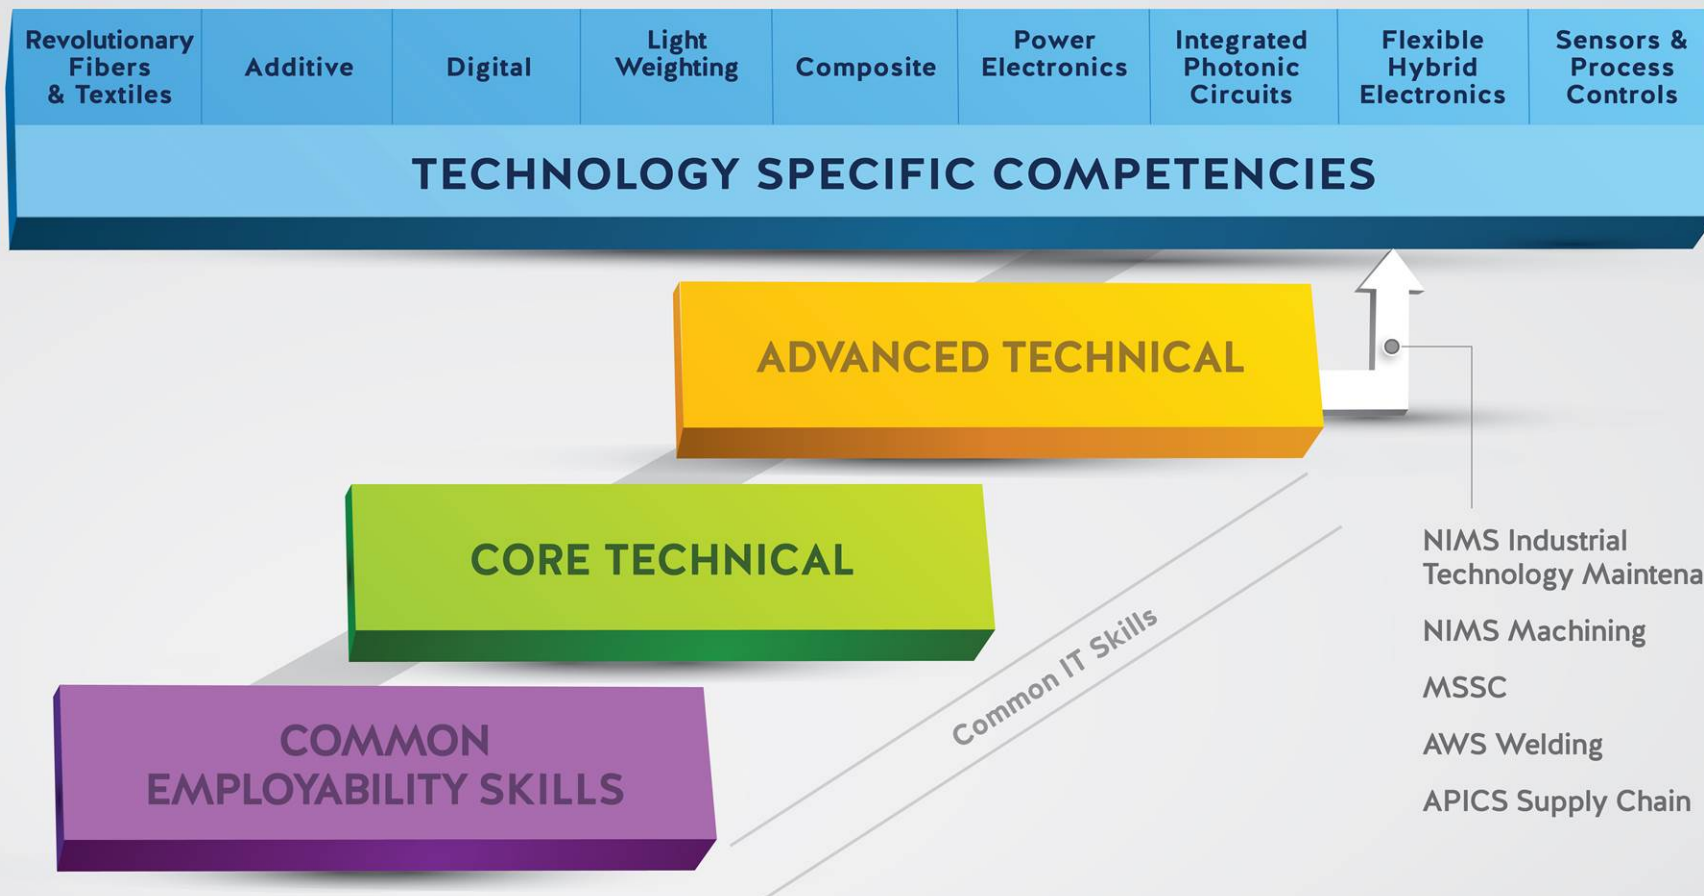 Revolutionary
Fibers
& Textiles
Additive
Digital
Light
Weighting
Composite
Power
Electronics
Integrated
Photonic
Circuits
Flexible
Hybrid
Electronics
Sensors &
Process
Controls
TECHNOLOGY SPECIFIC COMPETENCIES
ADVANCED TECHNICAL
CORE TECHNICAL
COMMON
EMPLOYABILITY SKILLS
Common IT Skills
NIMS Industrial
Technology Maintena
NIMS Machining
MSSC
AWS Welding
APICS Supply Chain